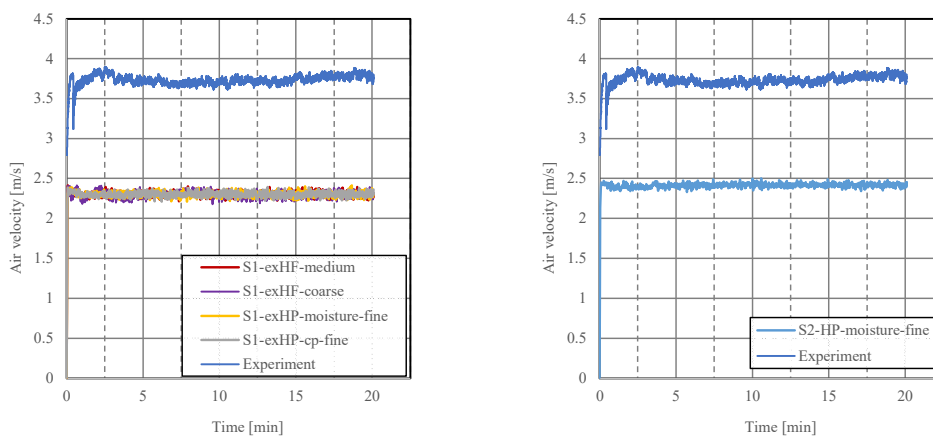 4.5
4
3.5
3
2.5
2
1.5
1
0.5
0
Air velocity [m/s]
S1-exHF-medium
S1-exHF-coarse
S1-exHP-moisture-fine
S1-exHP-cp-fine
Experiment
0 5 10 15 20
Time [min]
4.5
4
3.5
3
2.5
2
1.5
1
0.5
0
Air velocity [m/s]
S2-HP-moisture-fine
Experiment
0 5 10 15 20
Time [min]